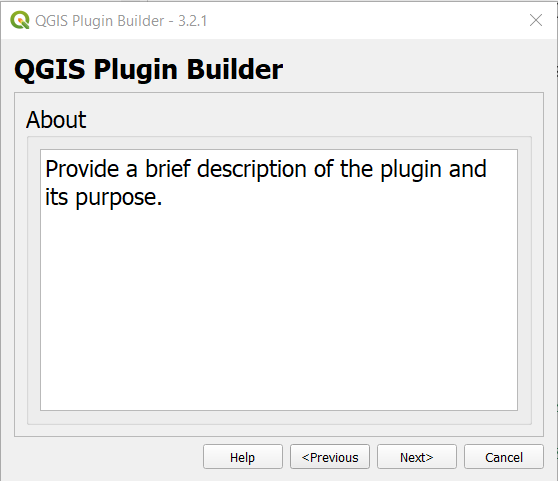 QGIS Plugin Builder - 3.2.1
QGIS Plugin Builder
About
Provide a brief description of the plugin and
its purpose.
Help
<Previous
Next>
Cancel